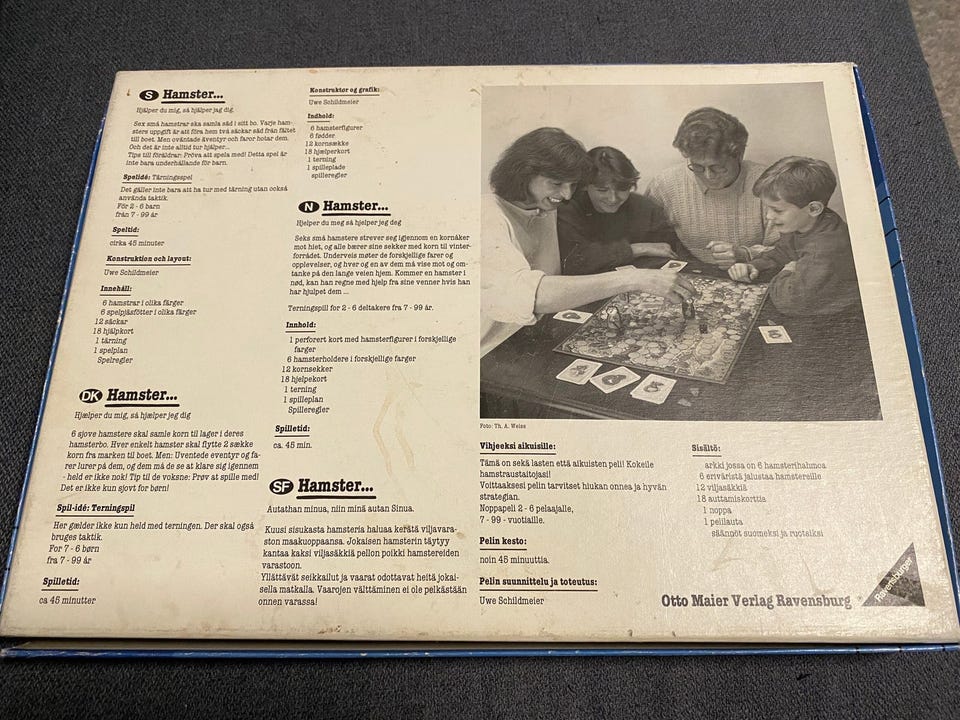 S Hamster...
Hjälper du mig, så hjälper jag dig.
Sex små hamstrar ska samla säd i sitt bo. Varje ham-
sters uppgift är att föra hem två säckar säd från fältet
till boet. Men oväntade äventyr och faror hotar dem.
Och det är inte alltid tur hjälper...
Tips till föräldrar: Pröva att spela med! Detta spel är
inte bara underhållande för barn.
Spelidé: Tärningsspel
Det gäller inte bara att ha tur med tärning utan också
använda taktik.
För 2 - 6 barn
från 7 - 99 år
Speltid:
cirka 45 minuter
Konstruktion och layout:
Uwe Schildmeier
Innehåll:
6 hamstrar i olika färger
6 spelpjäsfötter i olika färger
12 säckar
18 hjälpkort
1 tärning
1 spelplan
Spelregler
DK Hamster...
Hjælper du mig, så hjælper jeg dig
6 sjove hamstere skal samle korn til lager i deres
hamsterbo. Hver enkelt hamster skal flytte 2 sække
korn fra marken til boet. Men: Uventede eventyr og fa-
rer lurer på dem, og dem må de se at klare sig igennem
- held er ikke nok! Tip til de voksne: Prøv at spille med!
Det er ikke kun sjovt for børn!
Spil-idé: Terningspil
Her gælder ikke kun held med terningen. Der skal også
bruges taktik.
For 7 - 6 børn
fra 7 - 99 år
Spilletid:
ca 45 minutter
Konstruktør og grafik:
Uwe Schildmeier
Indhold:
6 hamsterfigurer
6 fødder
12 kornsække
18 hjælperkort
1 terning
1 spilleplade
spilleregler
N Hamster...
Hjelper du meg så hjelper jeg deg
Seks små hamstere strever seg igjennom en kornåker
mot hiet, og alle bærer sine sekker med korn til vinter-
forrådet. Underveis møter de forskjellige farer og
opplevelser, og hver og en av dem må vise mot og om-
tanke på den lange veien hjem. Kommer en hamster i
nød, kan han regne med hjelp fra sine venner hvis han
har hjulpet dem ...
Terningspill for 2 - 6 deltakere fra 7 - 99 år.
Innhold:
1 perforert kort med hamsterfigurer i forskjellige
farger
6 hamsterholdere i forskjellige farger
12 kornsekker
18 hjelpekort
1 terning
1 spilleplan
Spilleregler
Spilletid:
ca. 45 min.
SF Hamster...
Autathan minua, niin minä autan Sinua.
Kuusi sisukasta hamsteria haluaa kerätä viljavara-
ston maakuoppaansa. Jokaisen hamsterin täytyy
kantaa kaksi viljasäkkiä pellon poikki hamstereiden
varastoon.
Yllättävät seikkailut ja vaarat odottavat heitä jokai-
sella matkalla. Vaarojen välttäminen ei ole pelkästään
onnen varassa!
Foto: Th. A. Weiss
Vihjeeksi aikuisille:
Tämä on sekä lasten että aikuisten peli! Kokeile
hamstraustaitojasi!
Voittaaksesi pelin tarvitset hiukan onnea ja hyvän
strategian.
Noppapeli 2 - 6 pelaajalle,
7 - 99 - vuotiaille.
Pelin kesto:
noin 45 minuuttia.
Pelin suunnittelu ja toteutus:
Uwe Schildmeier
Sisältö:
arkki jossa on 6 hamsterihahmoa
6 eriväristä jalustaa hamstereille
12 viljasäkkiä
18 auttamiskorttia
1 noppa
1 pelilauta
säännöt suomeksi ja ruotsiksi
Otto Maier Verlag Ravensburg
Ravensburger